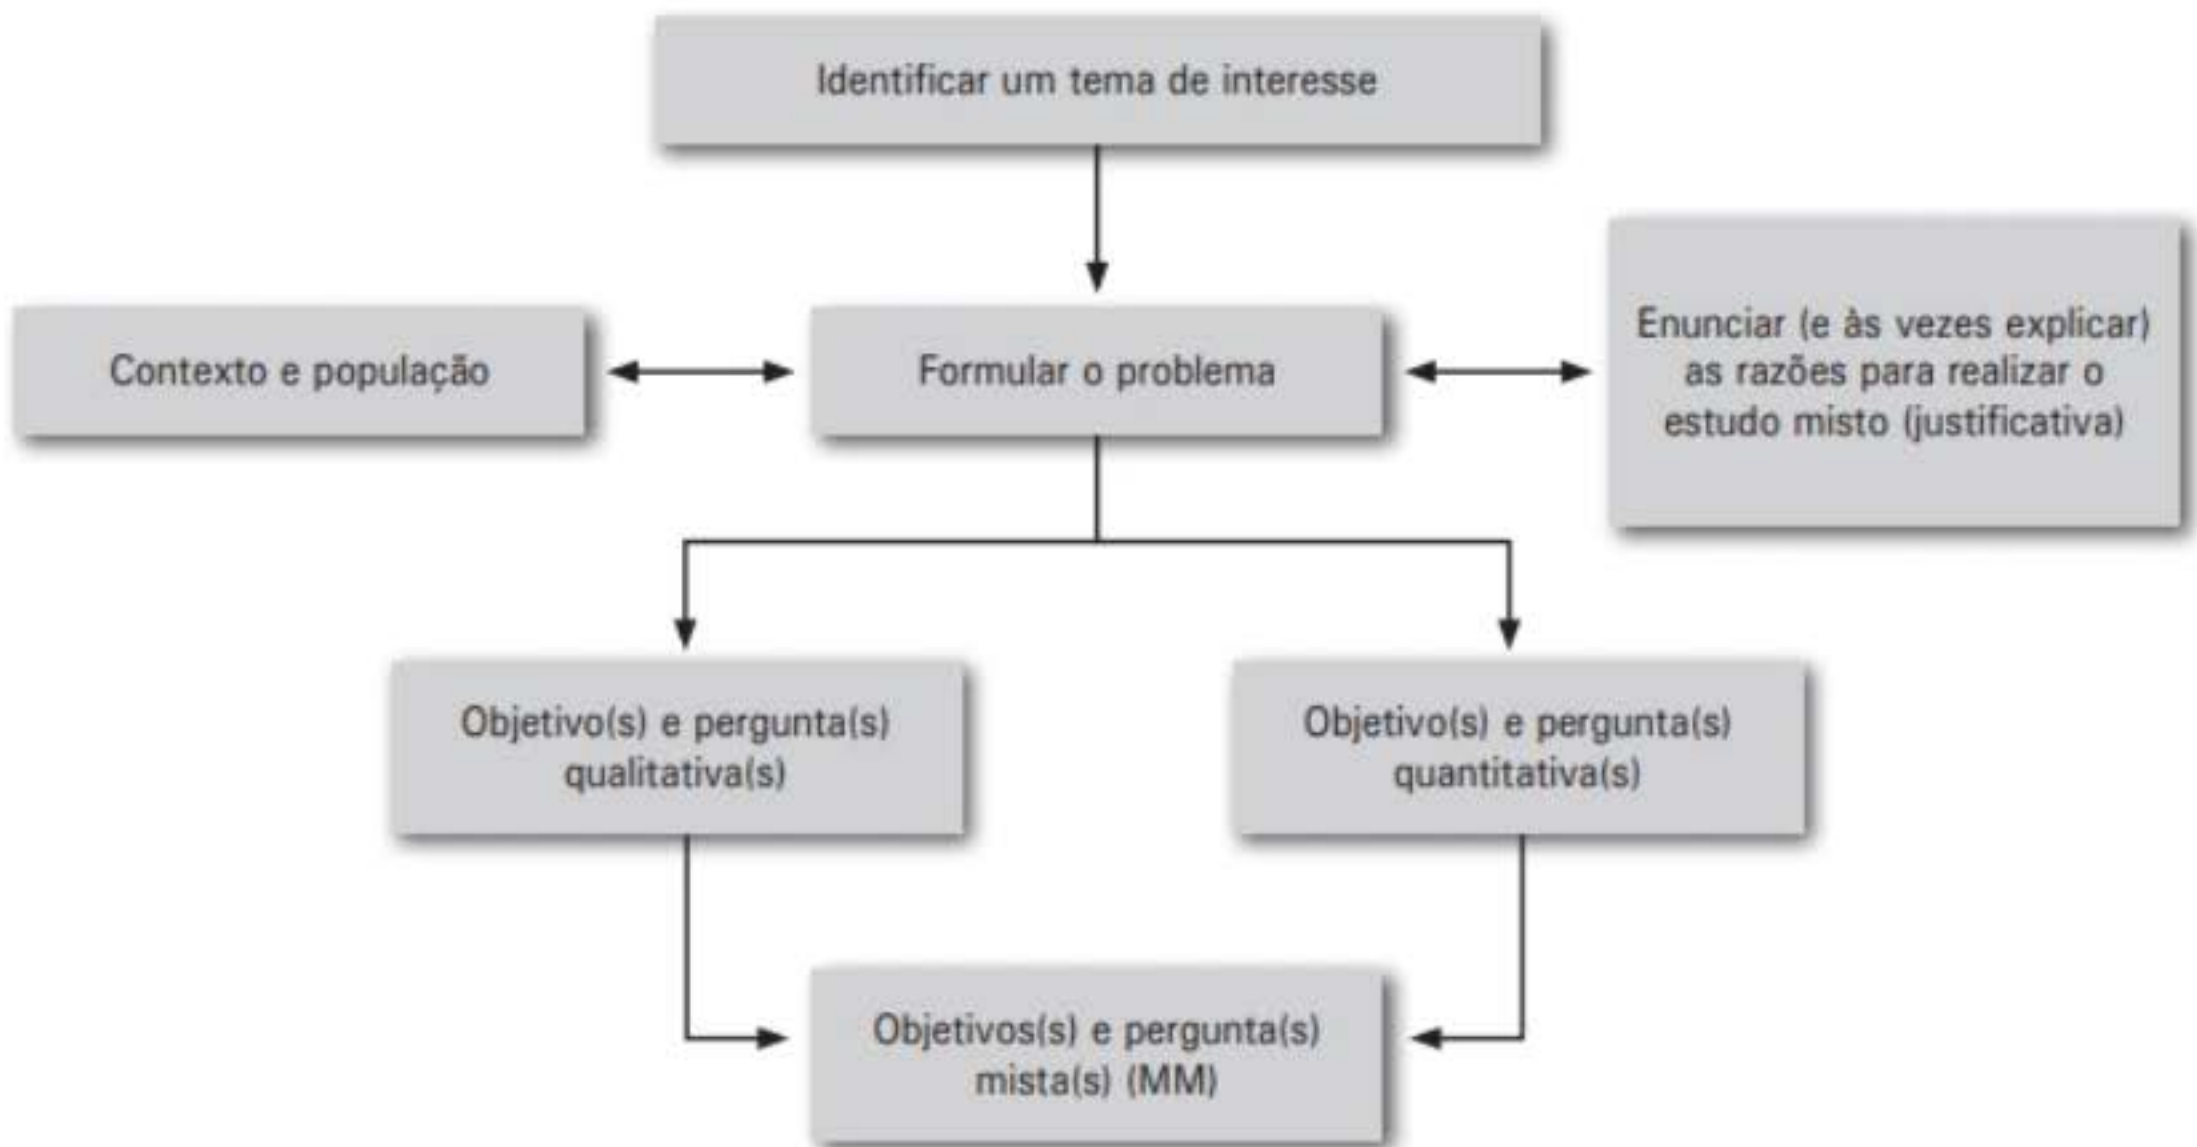 Identificar um tema de interesse
Contexto e população
Formular o problema
Enunciar (e às vezes explicar)
as razões para realizar o
estudo misto (justificativa)
Objetivo(s) e pergunta(s)
qualitativa(s)
Objetivo(s) e pergunta(s)
quantitativa(s)
Objetivos(s) e pergunta(s)
mista(s) (MM)